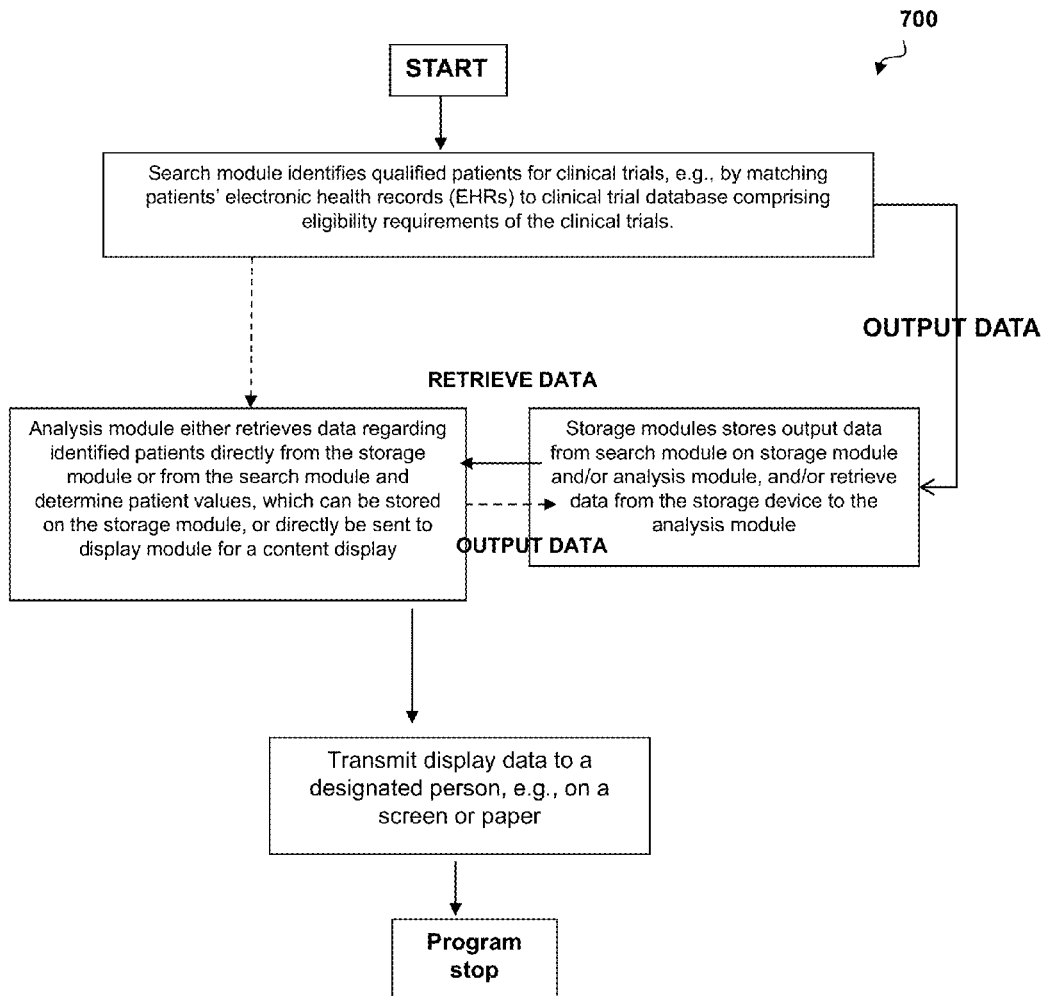 700
START
Search module identifies qualified patients for clinical trials, e.g., by matching
patients' electronic health records (EHRs) to clinical trial database comprising
eligibility requirements of the clinical trials.
OUTPUT DATA
RETRIEVE DATA
Analysis module either retrieves data regarding
identified patients directly from the storage
module or from the search module and
determine patient values, which can be stored
on the storage module, or directly be sent to
display module for a content display
Storage modules stores output data
from search module on storage module
and/or analysis module, and/or retrieve
data from the storage device to the
analysis module
OUTPUT DATA
Transmit display data to a
designated person, e.g., on a
screen or paper
Program
stop